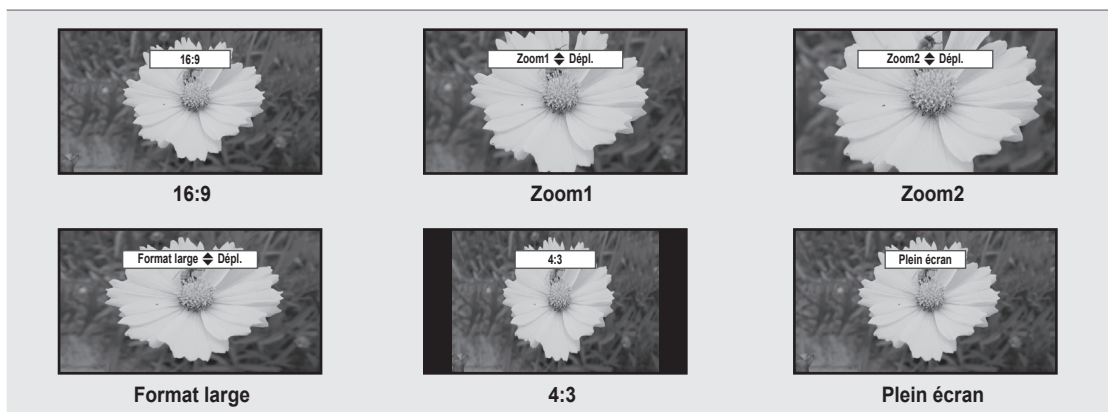 16:9
Zoom1 ◆ Dépl.
Zoom2 ◆ Dépl.
16:9
Zoom1
Zoom2
Format large ◆ Dépl.
4:3
Plein écran
Format large
4:3
Plein écran